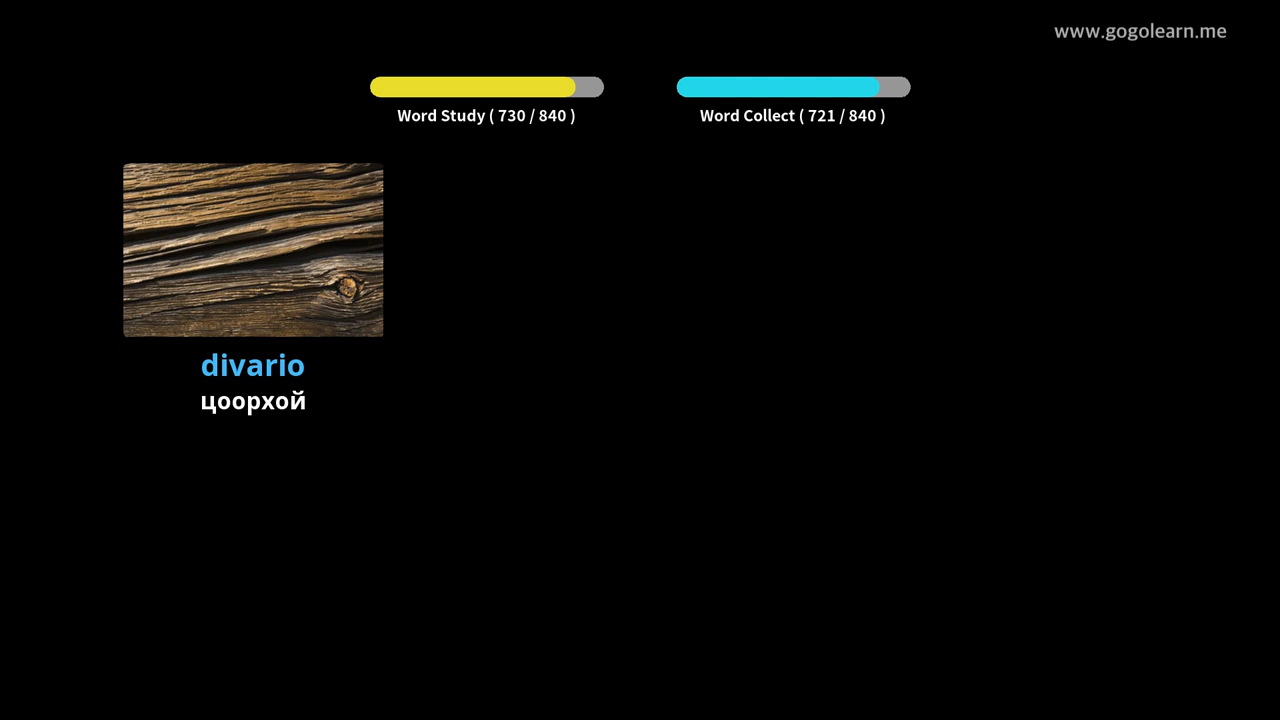 www.gogolearn.me
Word Study ( 730 / 840 )
Word Collect ( 721 / 840 )
divario
цоорхой